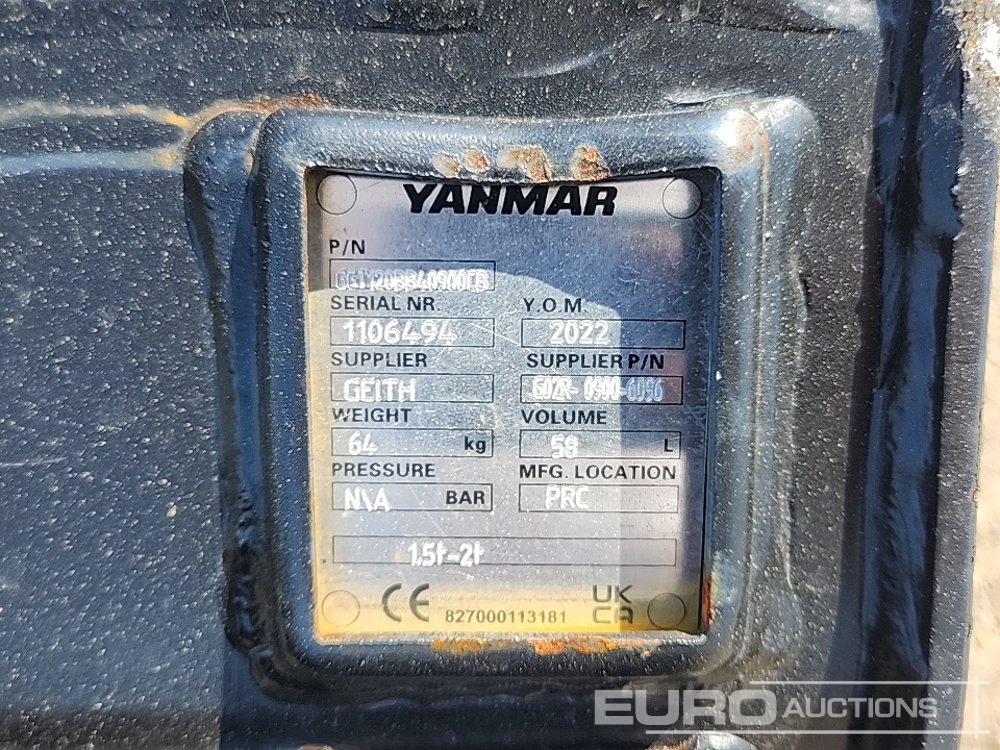 YANMAR
P/N
SERIAL NR. Y.O.M
1106494 2022
SUPPLIER SUPPLIER P/N
GEITH
WEIGHT VOLUME
64 kg 59 L
PRESSURE MFG. LOCATION
N\A BAR PRC
1,5t-2t
CE 827000113181 UK
CA
EURO AUCTIONS